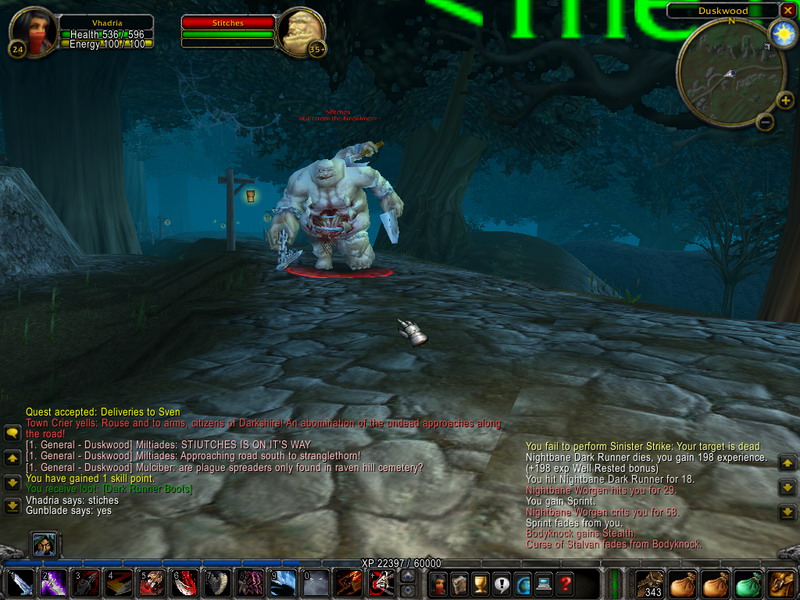 <The
Duskwood
Vhadria
Health 536 / 596
Energy 100 / 100
24
Stitches
35+
N
Stitches
Quest accepted: Deliveries to Sven
Town Crier yells: Rouse and to arms, citizens of Darkshire! An abomination of the undead approaches along
the road!
[1. General - Duskwood] Miltiades: STIUTCHES IS ON IT'S WAY
[1. General - Duskwood] Miltiades: Approaching road south to stranglethorn!
[1. General - Duskwood] Mulciber: are plague spreaders only found in raven hill cemetery?
You have gained 1 skill point.
You receive loot: [Dark Runner Boots]
Vhadria says: stiches
Gunblade says: yes
You fail to perform Sinister Strike: Your target is dead
Nightbane Dark Runner dies, you gain 198 experience.
(+198 exp Well Rested bonus)
You hit Nightbane Dark Runner for 18.
Nightbane Worgen hits you for 29.
You gain Sprint.
Nightbane Worgen crits you for 58.
Sprint fades from you.
Bodyknock gains Stealth
Curse of Stalvan fades from Bodyknock.
XP 22397 / 60000
343